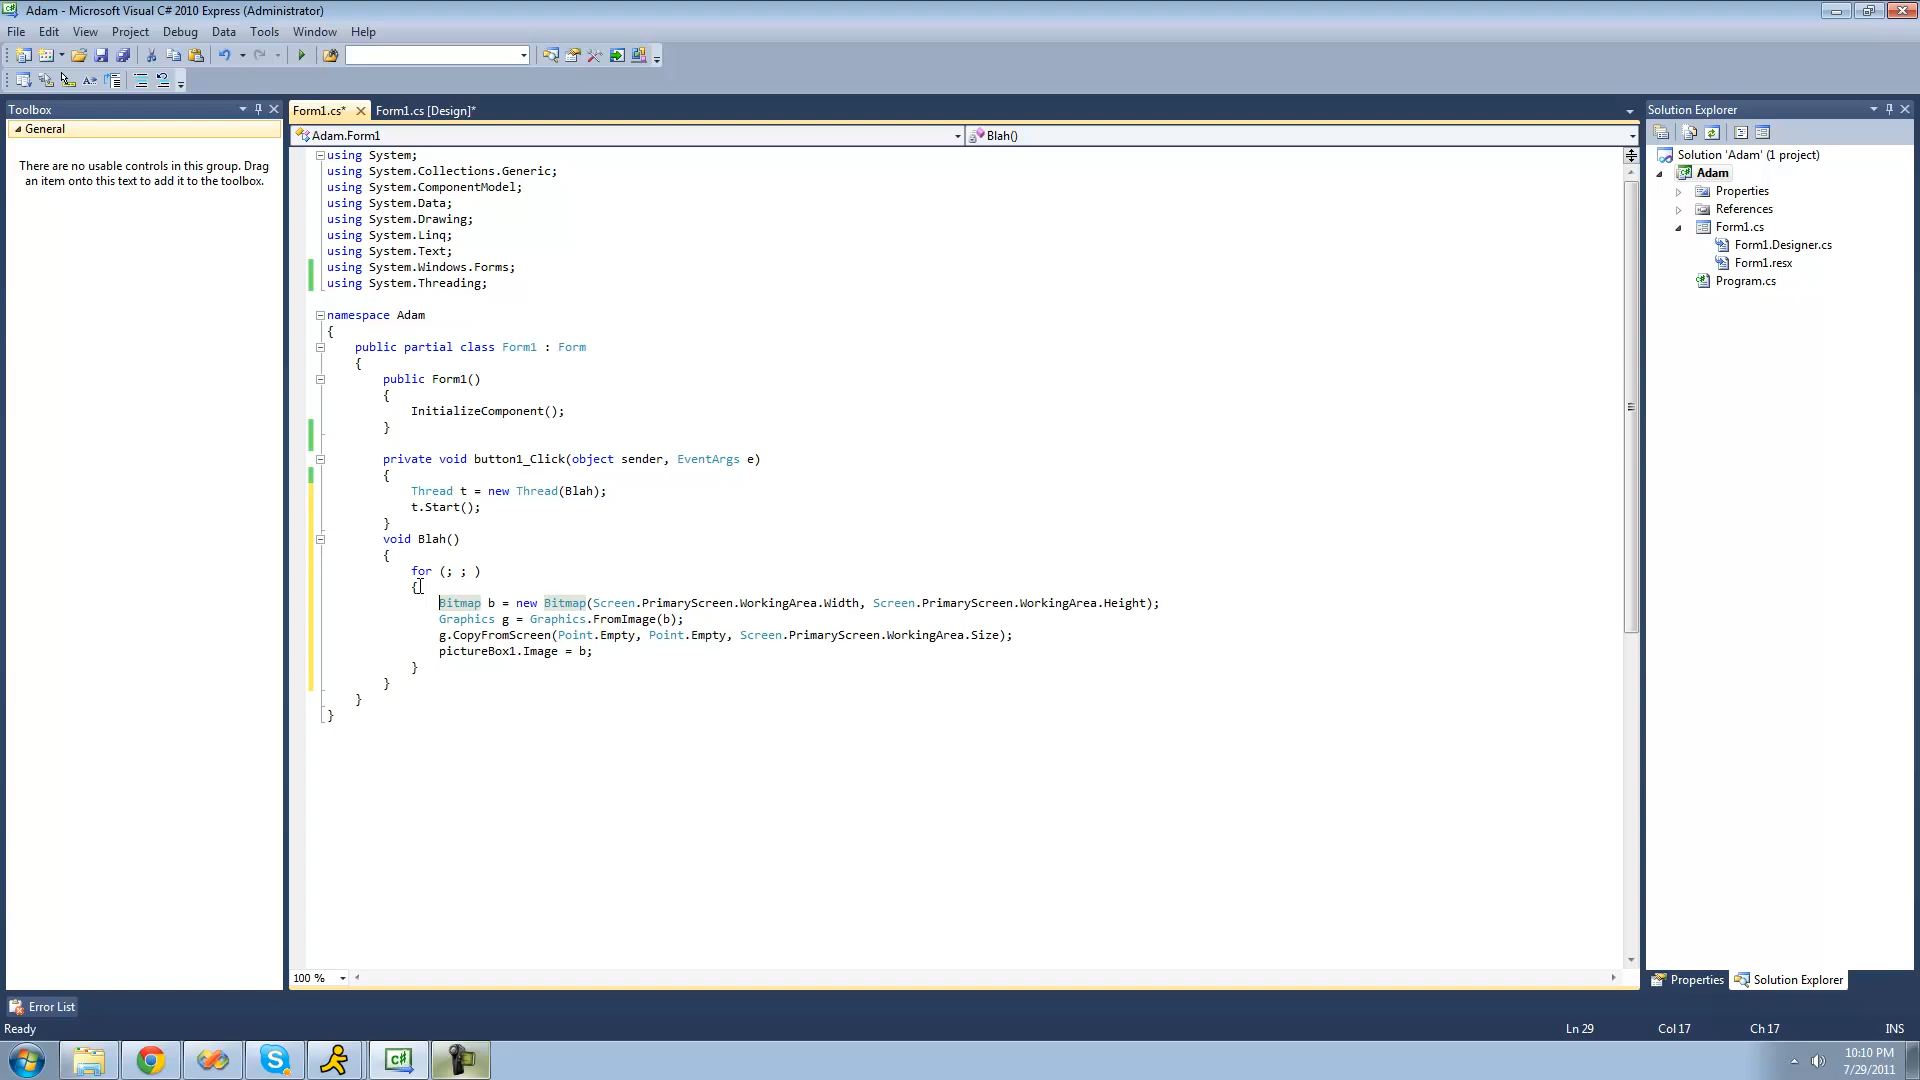 Adam - Microsoft Visual C# 2010 Express (Administrator)
File Edit View Project Debug Data Tools Window Help
Toolbox
General
There are no usable controls in this group. Drag
an item onto this text to add it to the toolbox.
Form1.cs* Form1.cs [Design]*
Adam.Form1 Blah()
using System;
using System.Collections.Generic;
using System.ComponentModel;
using System.Data;
using System.Drawing;
using System.Linq;
using System.Text;
using System.Windows.Forms;
using System.Threading;
namespace Adam
{
public partial class Form1 : Form
{
public Form1()
{
InitializeComponent();
}
private void button1_Click(object sender, EventArgs e)
{
Thread t = new Thread(Blah);
t.Start();
}
void Blah()
{
for (; ; )
{
Bitmap b = new Bitmap(Screen.PrimaryScreen.WorkingArea.Width, Screen.PrimaryScreen.WorkingArea.Height);
Graphics g = Graphics.FromImage(b);
g.CopyFromScreen(Point.Empty, Point.Empty, Screen.PrimaryScreen.WorkingArea.Size);
pictureBox1.Image = b;
}
}
}
}
100 %
Solution Explorer
Solution 'Adam' (1 project)
Adam
Properties
References
Form1.cs
Form1.Designer.cs
Form1.resx
Program.cs
Properties Solution Explorer
Error List
Ready Ln 29 Col 17 Ch 17 INS
C#
10:10 PM
7/29/2011